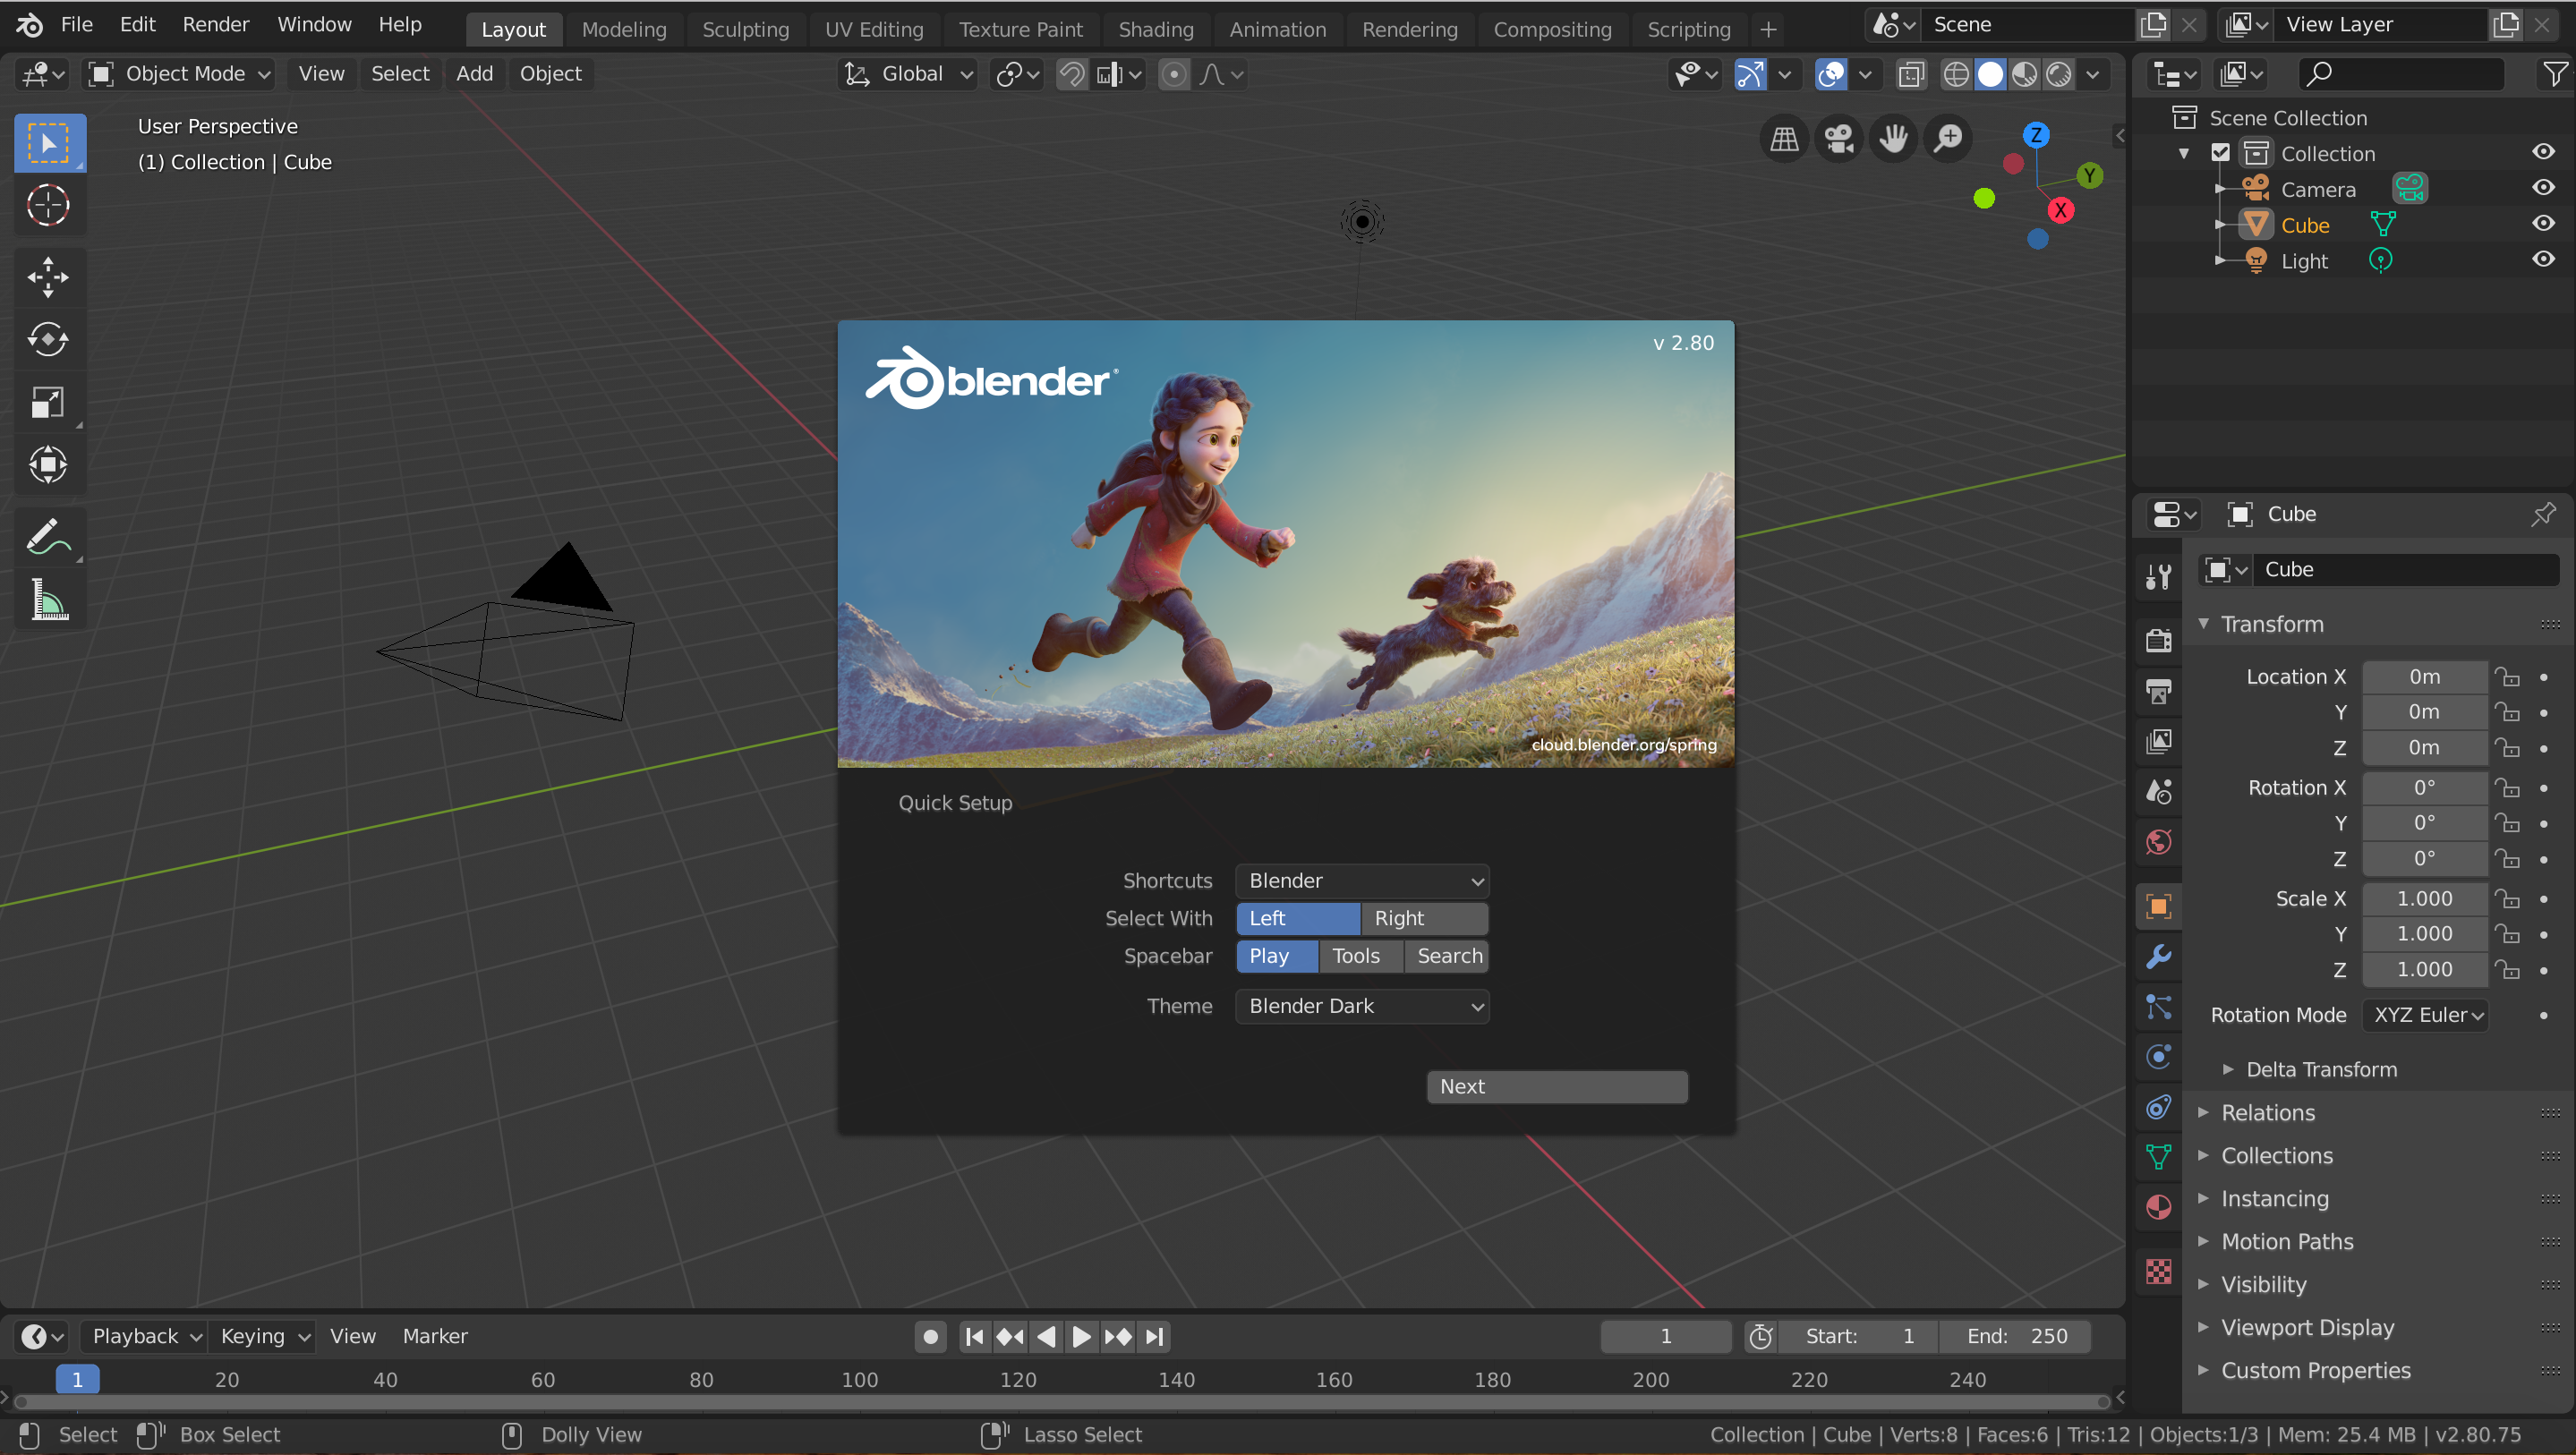 File Edit Render Window Help Layout Modeling Sculpting UV Editing Texture Paint Shading Animation Rendering Compositing Scripting + Scene View Layer
Object Mode View Select Add Object Global
User Perspective
(1) Collection | Cube
Z
Y
X
Scene Collection
Collection
Camera
Cube
Light
blender
v 2.80
cloud.blender.org/spring
Quick Setup
Shortcuts Blender
Select With Left Right
Spacebar Play Tools Search
Theme Blender Dark
Next
Cube
Cube
Transform
Location X 0m
Y 0m
Z 0m
Rotation X 0°
Y 0°
Z 0°
Scale X 1.000
Y 1.000
Z 1.000
Rotation Mode XYZ Euler
Delta Transform
Relations
Collections
Instancing
Motion Paths
Visibility
Viewport Display
Custom Properties
Playback Keying View Marker 1 Start: 1 End: 250
1 20 40 60 80 100 120 140 160 180 200 220 240
Select Box Select Dolly View Lasso Select Collection | Cube | Verts:8 | Faces:6 | Tris:12 | Objects:1/3 | Mem: 25.4 MB | v2.80.75